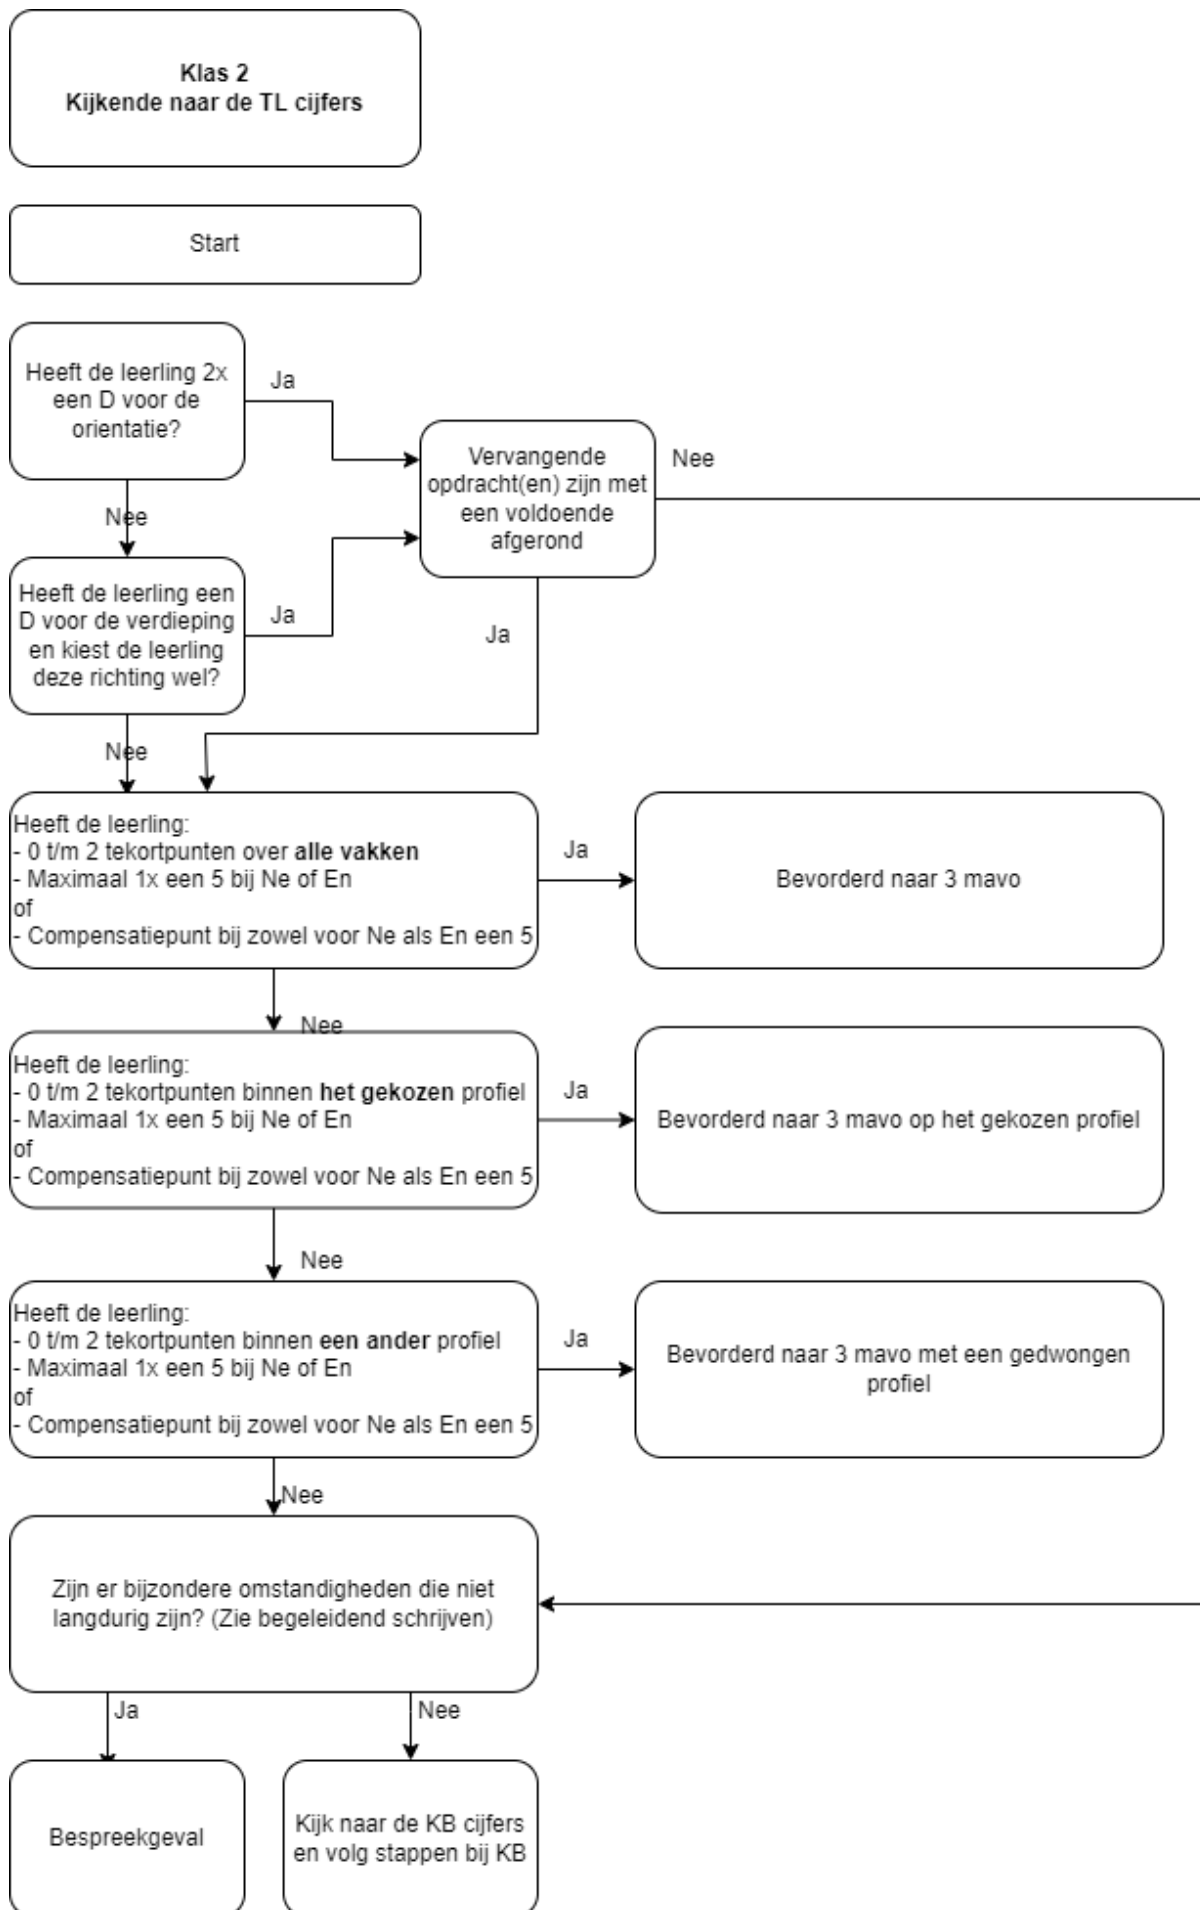 Klas 2
Kijkende naar de TL cijfers
Start
Heeft de leerling 2x
een D voor de
orientatie?
Ja
Nee
Vervangende
opdracht(en) zijn met
een voldoende
afgerond
Nee
Heeft de leerling een
D voor de verdieping
en kiest de leerling
deze richting wel?
Ja
Ja
Nee
Heeft de leerling:
- 0 t/m 2 tekortpunten over alle vakken
- Maximaal 1x een 5 bij Ne of En
of
- Compensatiepunt bij zowel voor Ne als En een 5
Ja
Bevorderd naar 3 mavo
Nee
Heeft de leerling:
- 0 t/m 2 tekortpunten binnen het gekozen profiel
- Maximaal 1x een 5 bij Ne of En
of
- Compensatiepunt bij zowel voor Ne als En een 5
Ja
Bevorderd naar 3 mavo op het gekozen profiel
Nee
Heeft de leerling:
- 0 t/m 2 tekortpunten binnen een ander profiel
- Maximaal 1x een 5 bij Ne of En
of
- Compensatiepunt bij zowel voor Ne als En een 5
Ja
Bevorderd naar 3 mavo met een gedwongen
profiel
Nee
Zijn er bijzondere omstandigheden die niet
langdurig zijn? (Zie begeleidend schrijven)
Ja
Nee
Bespreekgeval
Kijk naar de KB cijfers
en volg stappen bij KB